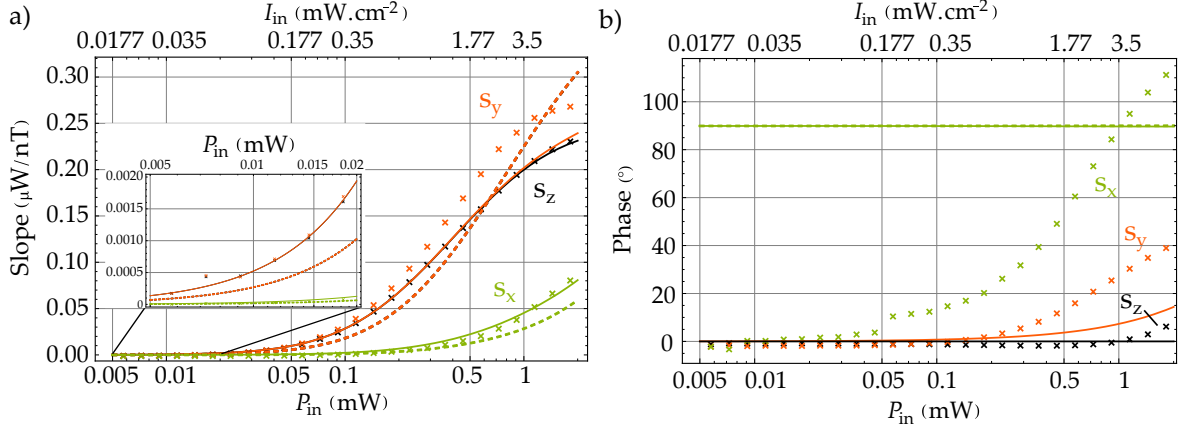 a)
I_in (mW.cm⁻²)
0.0177 0.035 0.177 0.35 1.77 3.5
Slope (μW/nT)
0.30
0.25
0.20
0.15
0.10
0.05
0.00
s_y
s_z
s_x
P_in (mW)
0.005 0.010 0.015 0.02
0.0020
0.0015
0.0010
0.0005
0.000
0.005 0.01 0.05 0.1 0.5 1
P_in (mW)
b)
I_in (mW.cm⁻²)
0.0177 0.035 0.177 0.35 1.77 3.5
Phase (°)
100
80
60
40
20
0
s_x
s_y
s_z
0.005 0.01 0.05 0.1 0.5 1
P_in (mW)